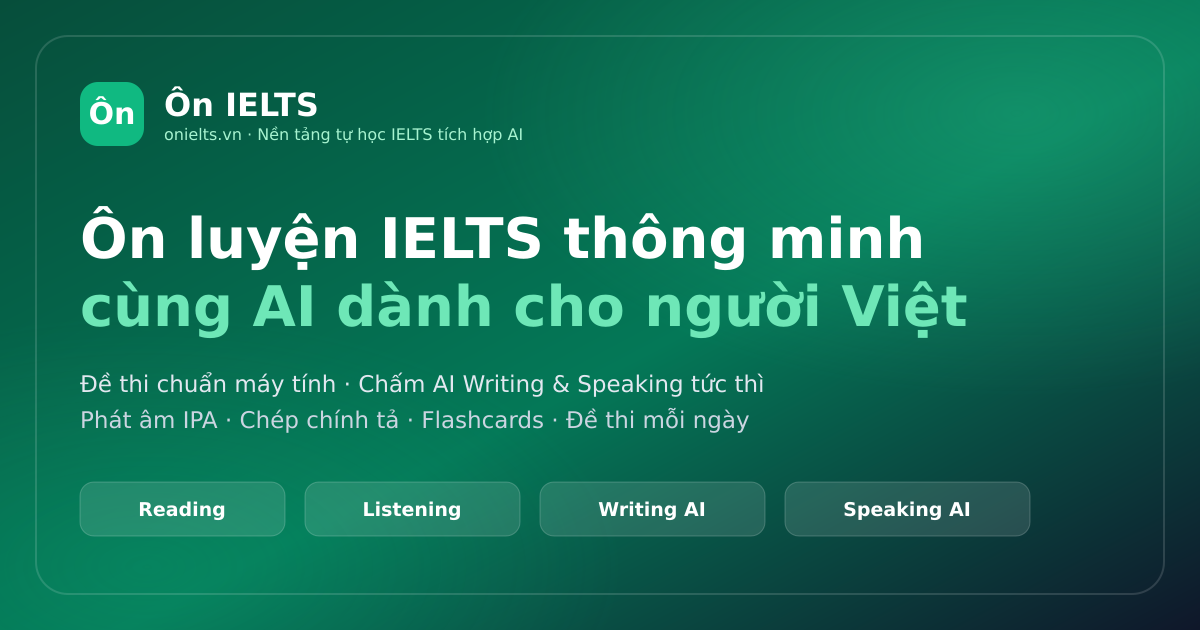 Ôn
Ôn IELTS
onielts.vn · Nền tảng tự học IELTS tích hợp AI
Ôn luyện IELTS thông minh
cùng AI dành cho người Việt
Đề thi chuẩn máy tính · Chấm AI Writing & Speaking tức thì
Phát âm IPA · Chép chính tả · Flashcards · Đề thi mỗi ngày
Reading
Listening
Writing AI
Speaking AI